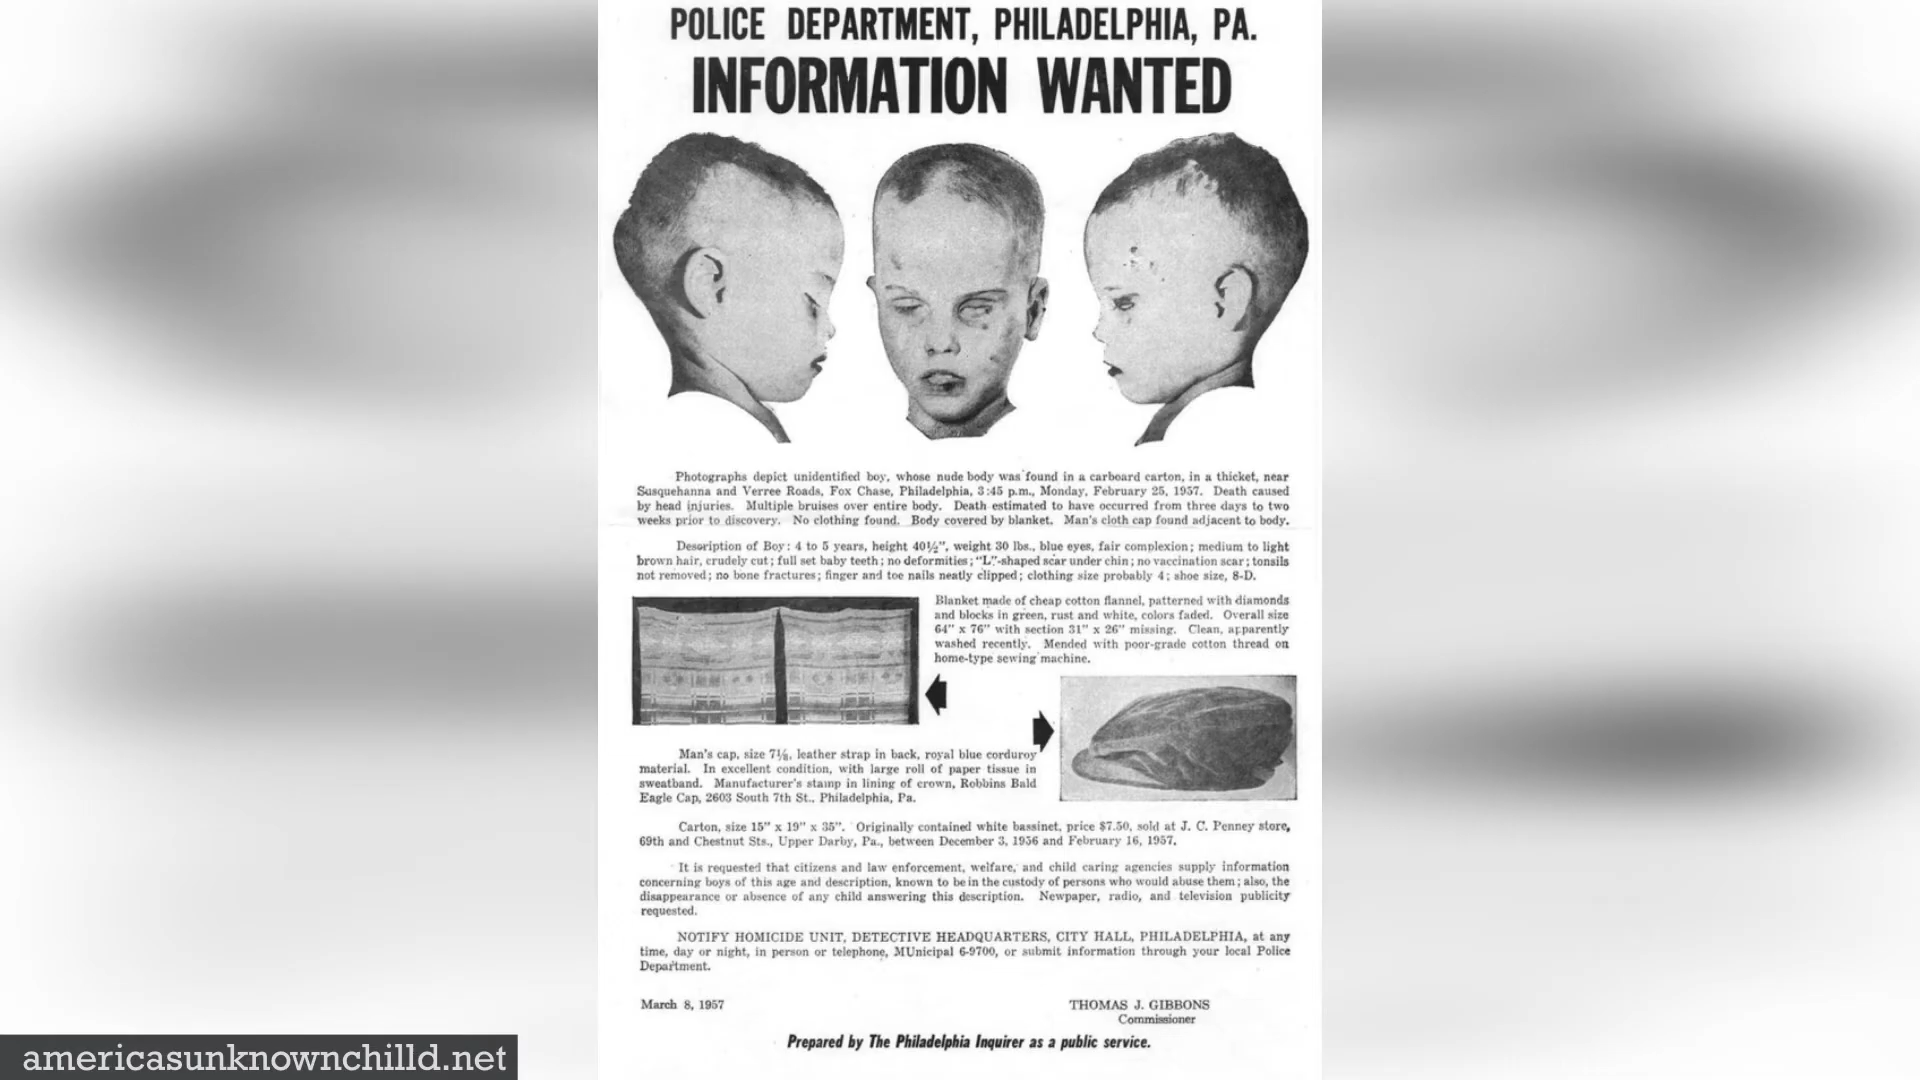 POLICE DEPARTMENT, PHILADELPHIA, PA.
INFORMATION WANTED
Photographs depict unidentified boy, whose nude body was found in a carboard carton, in a thicket, near
Susquehanna and Verree Roads, Fox Chase, Philadelphia, 3:45 p.m., Monday, February 25, 1957. Death caused
by head injuries. Multiple bruises over entire body. Death estimated to have occurred from three days to two
weeks prior to discovery. No clothing found. Body covered by blanket. Man's cloth cap found adjacent to body.
Description of Boy: 4 to 5 years, height 40½", weight 30 lbs., blue eyes, fair complexion; medium to light
brown hair, crudely cut; full set baby teeth; no deformities; "L"-shaped scar under chin; no vaccination scar; tonsils
not removed; no bone fractures; finger and toe nails neatly clipped; clothing size probably 4; shoe size, 8-D.
Blanket made of cheap cotton flannel, patterned with diamonds
and blocks in green, rust and white, colors faded. Overall size
64" x 76" with section 31" x 26" missing. Clean, apparently
washed recently. Mended with poor-grade cotton thread on
home-type sewing machine.
Man's cap, size 7⅛, leather strap in back, royal blue corduroy
material. In excellent condition, with large roll of paper tissue in
sweatband. Manufacturer's stamp in lining of crown, Robbins Bald
Eagle Cap, 2603 South 7th St., Philadelphia, Pa.
Carton, size 15" x 19" x 35". Originally contained white bassinet, price $7.50, sold at J. C. Penney store,
69th and Chestnut Sts., Upper Darby, Pa., between December 3, 1956 and February 16, 1957.
It is requested that citizens and law enforcement, welfare, and child caring agencies supply information
concerning boys of this age and description, known to be in the custody of persons who would abuse them; also, the
disappearance or absence of any child answering this description. Newpaper, radio, and television publicity
requested.
NOTIFY HOMICIDE UNIT, DETECTIVE HEADQUARTERS, CITY HALL, PHILADELPHIA, at any
time, day or night, in person or telephone, MUnicipal 6-9700, or submit information through your local Police
Department.
March 8, 1957
THOMAS J. GIBBONS
Commissioner
Prepared by The Philadelphia Inquirer as a public service.
americasunknownchilld.net